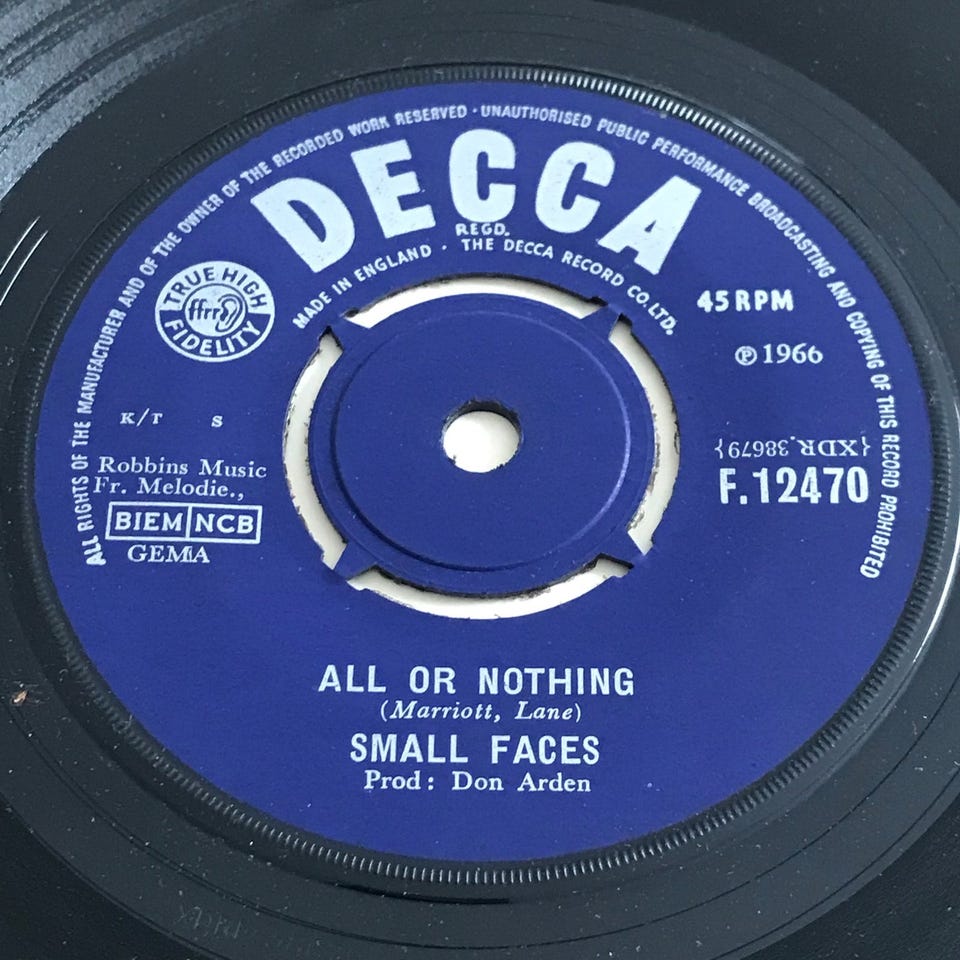 ALL RIGHTS OF THE MANUFACTURER AND OF THE OWNER OF THE RECORDED WORK RESERVED · UNAUTHORISED PUBLIC PERFORMANCE BROADCASTING AND COPYING OF THIS RECORD PROHIBITED
DECCA
REGD.
MADE IN ENGLAND · THE DECCA RECORD CO. LTD.
TRUE HIGH
ffrr
FIDELITY
45 RPM
℗ 1966
K/T S
{XDR. 38679}
F.12470
Robbins Music
Fr. Melodie.,
BIEM NCB
GEMA
ALL OR NOTHING
(Marriott, Lane)
SMALL FACES
Prod: Don Arden